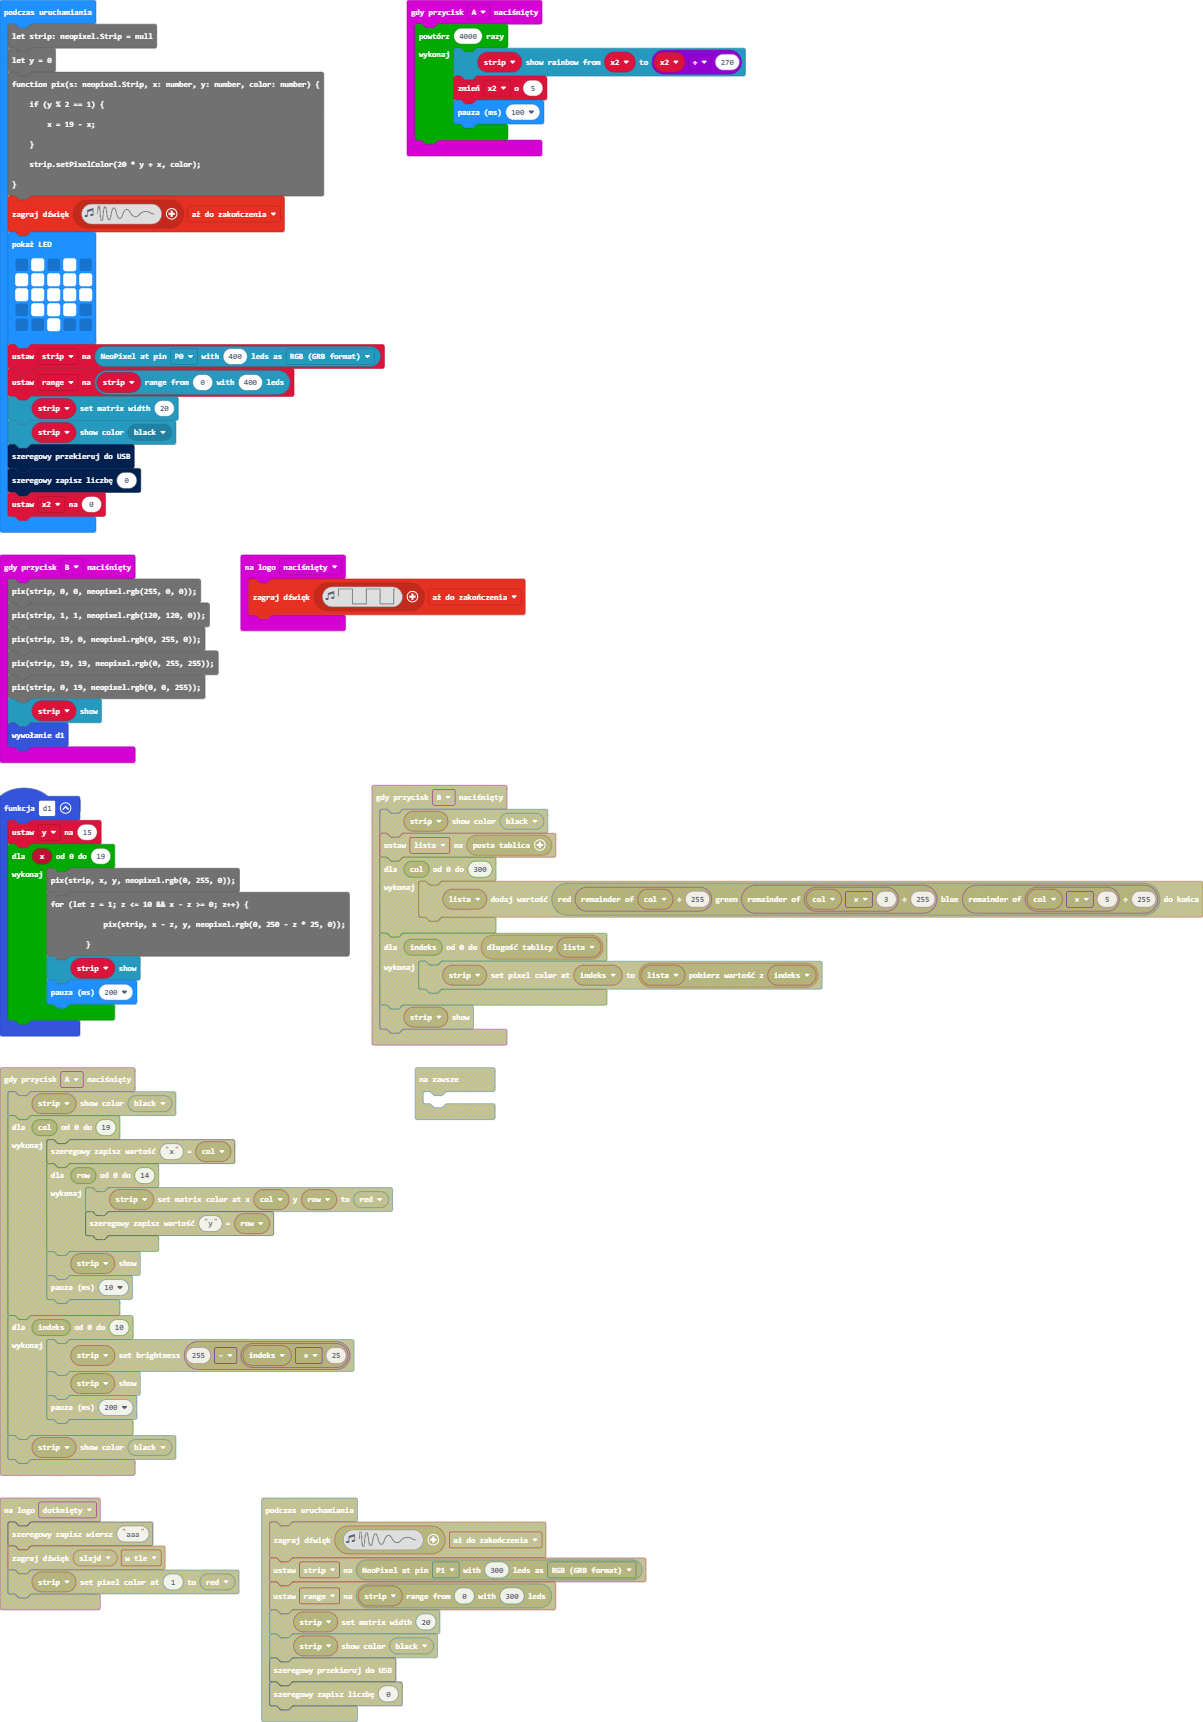 podczas uruchamiania
let strip: neopixel.Strip = null
let y = 0
function pix(s: neopixel.Strip, x: number, y: number, color: number) {
if (y % 2 == 1) {
x = 19 - x;
}
strip.setPixelColor(20 * y + x, color);
}
zagraj dźwięk aż do zakończenia
pokaż LED
ustaw strip na NeoPixel at pin P0 with 400 leds as RGB (GRB format)
ustaw range na strip range from 0 with 400 leds
strip set matrix width 20
strip show color black
szeregowy przekieruj do USB
szeregowy zapisz liczbę 0
ustaw x2 na 0
gdy przycisk A naciśnięty
powtórz 4000 razy
wykonaj
strip show rainbow from x2 to x2 + 270
zmień x2 o 5
pauza (ms) 100
gdy przycisk B naciśnięty
pix(strip, 0, 0, neopixel.rgb(255, 0, 0));
pix(strip, 1, 1, neopixel.rgb(120, 120, 0));
pix(strip, 19, 0, neopixel.rgb(0, 255, 0));
pix(strip, 19, 19, neopixel.rgb(0, 255, 255));
pix(strip, 0, 19, neopixel.rgb(0, 0, 255));
strip show
wywołanie d1
na logo naciśnięty
zagraj dźwięk aż do zakończenia
funkcja d1
ustaw y na 15
dla x od 0 do 19
wykonaj
pix(strip, x, y, neopixel.rgb(0, 255, 0));
for (let z = 1; z <= 10 && x - z >= 0; z++) {
pix(strip, x - z, y, neopixel.rgb(0, 250 - z * 25, 0));
}
strip show
pauza (ms) 200
gdy przycisk B naciśnięty
strip show color black
ustaw lista na pusta tablica
dla col od 0 do 300
wykonaj
lista dodaj wartość red remainder of col ÷ 255 green remainder of col × 3 ÷ 255 blue remainder of col × 5 ÷ 255 do końca
dla indeks od 0 do długość tablicy lista
wykonaj
strip set pixel color at indeks to lista pobierz wartość z indeks
strip show
gdy przycisk A naciśnięty
strip show color black
dla col od 0 do 19
wykonaj
szeregowy zapisz wartość "x" = col
dla row od 0 do 14
wykonaj
strip set matrix color at x col y row to red
szeregowy zapisz wartość "y" = row
strip show
pauza (ms) 10
dla indeks od 0 do 10
wykonaj
strip set brightness 255 - indeks × 25
strip show
pauza (ms) 200
strip show color black
na zawsze
na logo dotknięty
szeregowy zapisz wiersz "aaa"
zagraj dźwięk slajd w tle
strip set pixel color at 1 to red
podczas uruchamiania
zagraj dźwięk aż do zakończenia
ustaw strip na NeoPixel at pin P1 with 300 leds as RGB (GRB format)
ustaw range na strip range from 0 with 300 leds
strip set matrix width 20
strip show color black
szeregowy przekieruj do USB
szeregowy zapisz liczbę 0